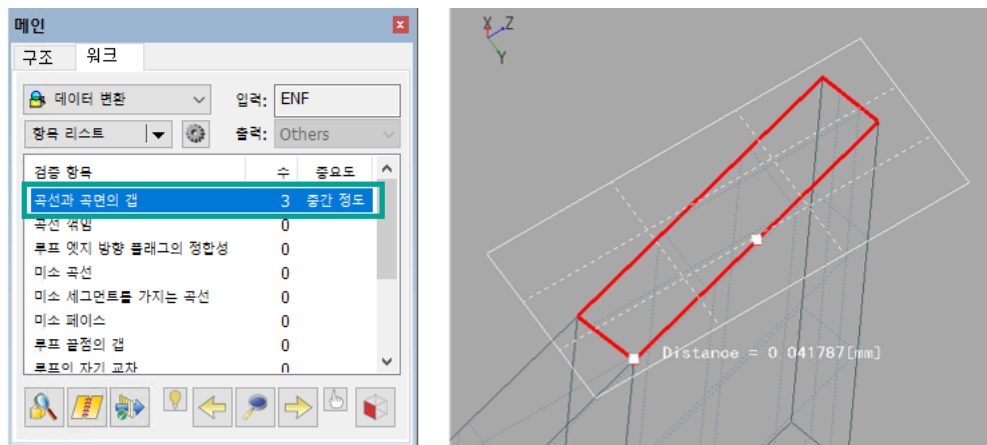 메인
구조 워크
데이터 변환 입력: ENF
항목 리스트 출력: Others
검증 항목 수 중요도
곡선과 곡면의 갭 3 중간 정도
곡선 꺾임 0
루프 엣지 방향 플래그의 정합성 0
미소 곡선 0
미소 세그먼트를 가지는 곡선 0
미소 페이스 0
루프 끝점의 갭 0
루프의 자기 교차 0
X Z
Y
Distance = 0.041787[mm]